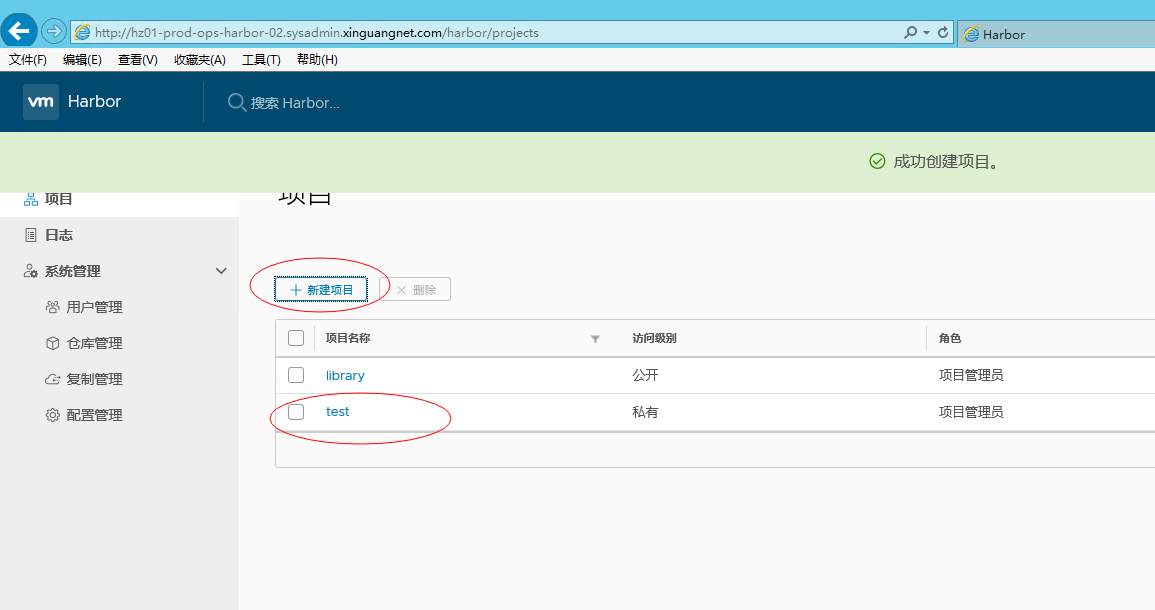 http://hz01-prod-ops-harbor-02.sysadmin.xinguangnet.com/harbor/projects
Harbor
文件(F) 编辑(E) 查看(V) 收藏夹(A) 工具(T) 帮助(H)
vm Harbor 搜索 Harbor...
成功创建项目。
项目
项目
日志
系统管理
用户管理
仓库管理
复制管理
配置管理
新建项目 删除
项目名称 访问级别 角色
library 公开 项目管理员
test 私有 项目管理员